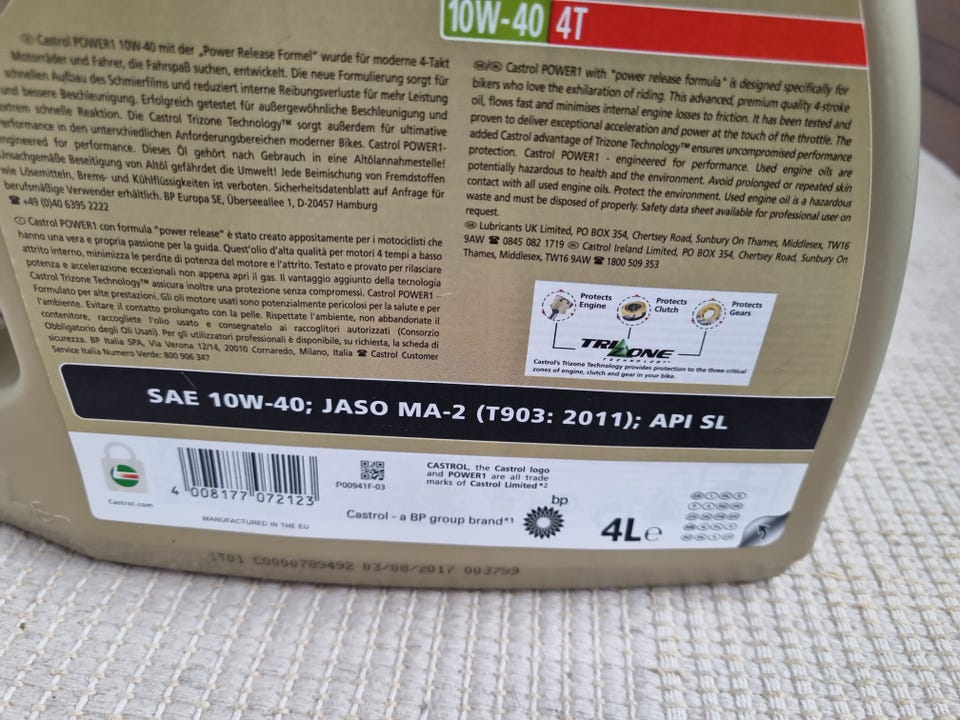 10W-40 4T
Castrol POWER1 10W-40 mit der „Power Release Formel" wurde für moderne 4-Takt
Motorräder und Fahrer, die Fahrspaß suchen, entwickelt. Die neue Formulierung sorgt für
schnellen Aufbau des Schmierfilms und reduziert interne Reibungsverluste für mehr Leistung
und bessere Beschleunigung. Erfolgreich getestet für außergewöhnliche Beschleunigung und
extrem schnelle Reaktion. Die Castrol Trizone Technology™ sorgt außerdem für ultimative
Performance in den unterschiedlichen Anforderungsbereichen moderner Bikes. Castrol POWER1-
engineered for performance. Dieses Öl gehört nach Gebrauch in eine Altölannahmestelle!
Unsachgemäße Beseitigung von Altöl gefährdet die Umwelt! Jede Beimischung von Fremdstoffen
wie Lösemitteln, Brems- und Kühlflüssigkeiten ist verboten. Sicherheitsdatenblatt auf Anfrage für
berufsmäßige Verwender erhältlich. BP Europa SE, Überseeallee 1, D-20457 Hamburg
☎ +49 (0)40 6395 2222
Castrol POWER1 con formula "power release" è stato creato appositamente per i motociclisti che
hanno una vera e propria passione per la guida. Quest'olio d'alta qualità per motori 4 tempi a basso
attrito interno, minimizza le perdite di potenza del motore e l'attrito. Testato e provato per rilasciare
potenza e accelerazione eccezionali non appena apri il gas. Il vantaggio aggiunto della tecnologia
Castrol Trizone Technology™ assicura inoltre una protezione senza compromessi. Castrol POWER1 -
Formulato per alte prestazioni. Gli oli motore usati sono potenzialmente pericolosi per la salute e per
l'ambiente. Evitare il contatto prolungato con la pelle. Rispettate l'ambiente, non abbandonate il
contenitore, raccogliete l'olio usato e consegnatelo ai raccoglitori autorizzati (Consorzio
Obbligatorio degli Oli Usati). Per gli utilizzatori professionali è disponibile, su richiesta, la scheda di
sicurezza. BP Italia SPA, Via Verona 12/14, 20010 Cornaredo, Milano, Italia ☎ Castrol Customer
Service Italia Numero Verde: 800 906 347
Castrol POWER1 with "power release formula" is designed specifically for
bikers who love the exhilaration of riding. This advanced, premium quality 4-stroke
oil, flows fast and minimises internal engine losses to friction. It has been tested and
proven to deliver exceptional acceleration and power at the touch of the throttle. The
added Castrol advantage of Trizone Technology™ ensures uncompromised performance
protection. Castrol POWER1 - engineered for performance. Used engine oils are
potentially hazardous to health and the environment. Avoid prolonged or repeated skin
contact with all used engine oils. Protect the environment. Used engine oil is a hazardous
waste and must be disposed of properly. Safety data sheet available for professional user on
request.
Lubricants UK Limited, PO BOX 354, Chertsey Road, Sunbury On Thames, Middlesex, TW16
9AW ☎ 0845 082 1719 Castrol Ireland Limited, PO BOX 354, Chertsey Road, Sunbury On
Thames, Middlesex, TW16 9AW ☎ 1800 509 353
Protects Engine
Protects Clutch
Protects Gears
TRIZONE
TECHNOLOGY™
Castrol's Trizone Technology provides protection to the three critical
zones of engine, clutch and gear in your bike.
SAE 10W-40; JASO MA-2 (T903: 2011); API SL
Castrol
Castrol.com
4 008177 072123
P00941F-03
CASTROL, the Castrol logo
and POWER1 are all trade
marks of Castrol Limited*2
MANUFACTURED IN THE EU
Castrol - a BP group brand*1
bp
4L e
1T01 C0000789492 03/08/2017 003759